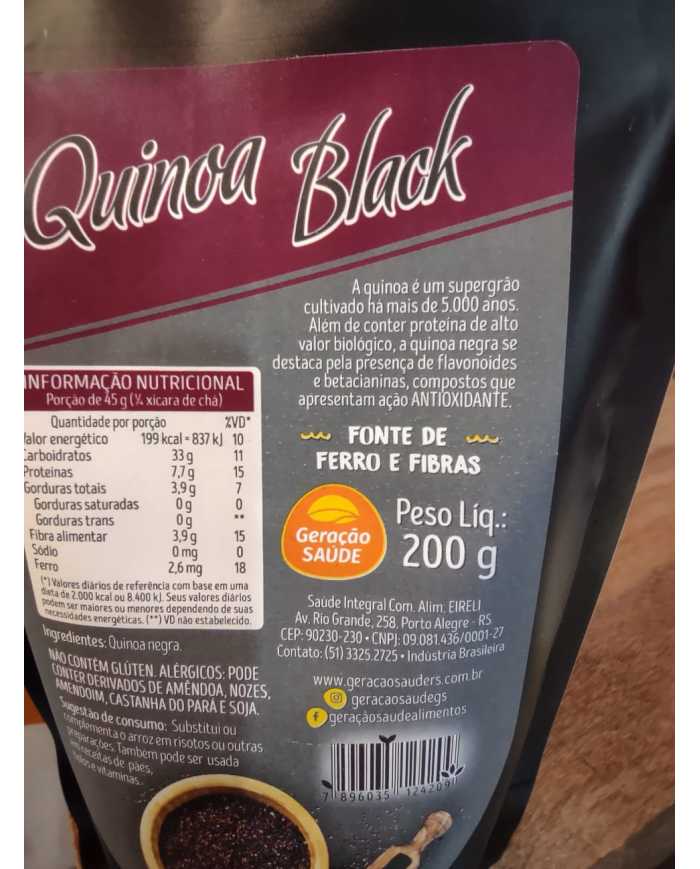 Quinoa Black
A quinoa é um supergrão
cultivado há mais de 5.000 anos.
Além de conter proteína de alto
valor biológico, a quinoa negra se
destaca pela presença de flavonoides
e betacianinas, compostos que
apresentam ação ANTIOXIDANTE.
FONTE DE
FERRO E FIBRAS
INFORMAÇÃO NUTRICIONAL
Porção de 45 g (¼ xícara de chá)
Quantidade por porção %VD*
Valor energético 199 kcal = 837 kJ 10
Carboidratos 33 g 11
Proteínas 7,7 g 15
Gorduras totais 3,9 g 7
Gorduras saturadas 0 g 0
Gorduras trans 0 g **
Fibra alimentar 3,9 g 15
Sódio 0 mg 0
Ferro 2,6 mg 18
(*) Valores diários de referência com base em uma
dieta de 2.000 kcal ou 8.400 kJ. Seus valores diários
podem ser maiores ou menores dependendo de suas
necessidades energéticas. (**) VD não estabelecido.
Ingredientes: Quinoa negra.
NÃO CONTÉM GLÚTEN. ALÉRGICOS: PODE
CONTER DERIVADOS DE AMÊNDOA, NOZES,
AMENDOIM, CASTANHA DO PARÁ E SOJA.
Sugestão de consumo: Substitui ou
complementa o arroz em risotos ou outras
preparações. Também pode ser usada
em receitas de pães,
bolos e vitaminas.
Geração
SAÚDE
Peso Líq.:
200 g
Saúde Integral Com. Alim. EIRELI
Av. Rio Grande, 258. Porto Alegre - RS
CEP: 90230-230 • CNPJ: 09.081.436/0001-27
Contato: (51) 3325.2725 • Indústria Brasileira
www.geracaosauders.com.br
geracaosaudegs
geraçãosaudealimentos
7 896035 124209